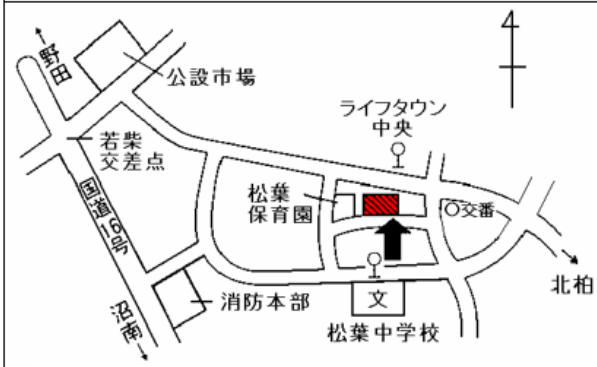 野田
公設市場
ライフタウン
中央
若柴
交差点
松葉
保育園
交番
国道16号
北柏
消防本部
文
沼南
松葉中学校